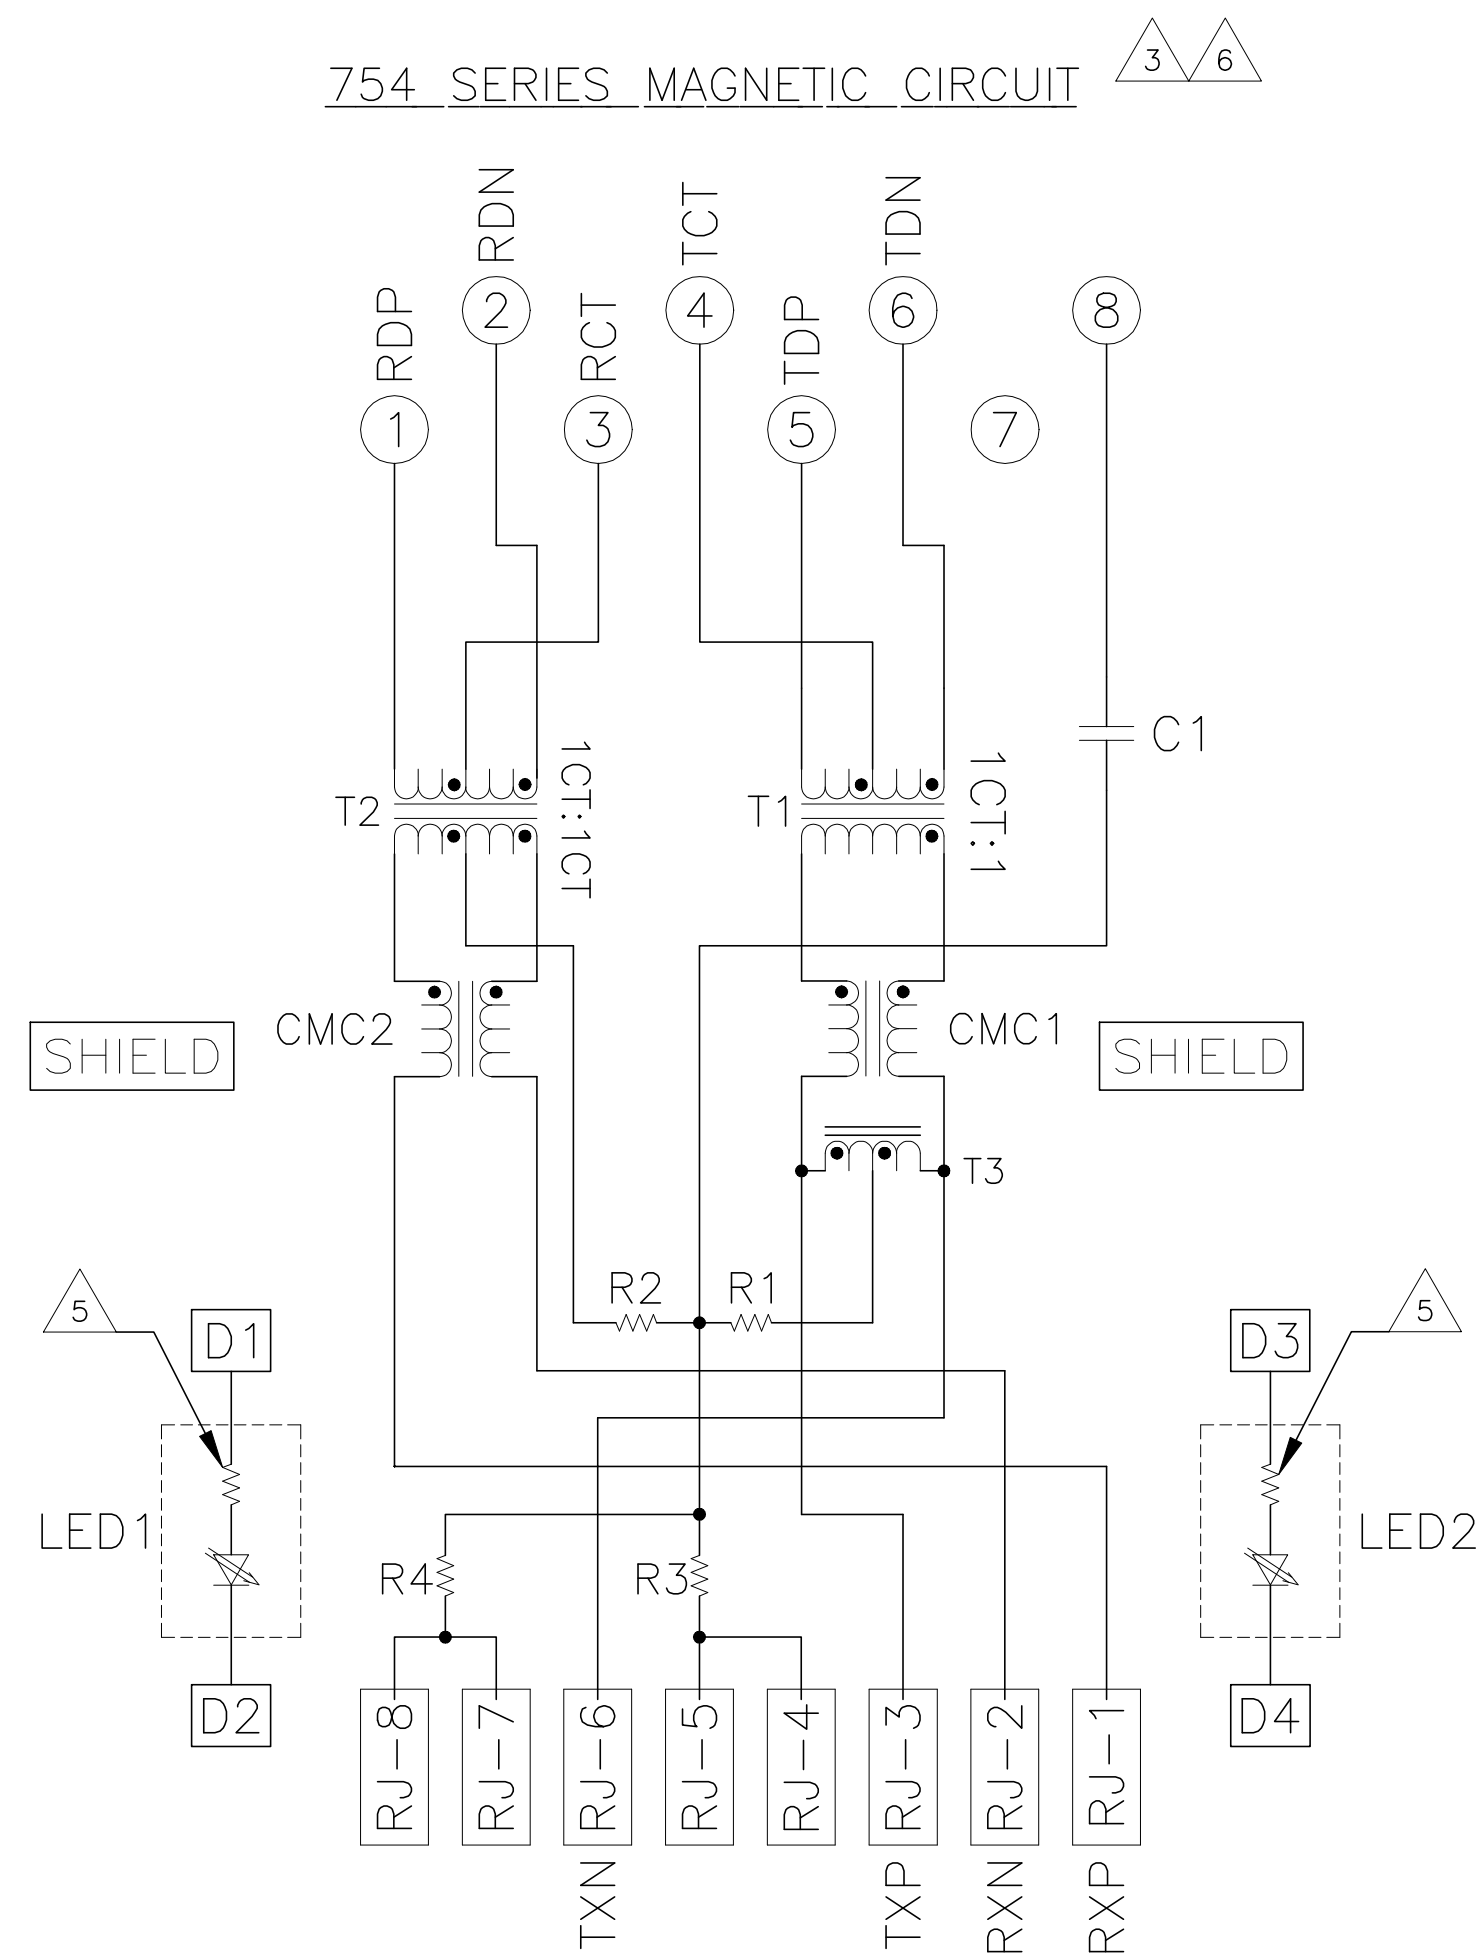 754 SERIES MAGNETIC CIRCUIT
3
6
RDN
TCT
TDN
RDP
RCT
TDP
2
4
6
8
1
3
5
7
C1
T2
1CT:1CT
T1
1CT:1
SHIELD
CMC2
CMC1
SHIELD
T3
R2
R1
5
D1
D3
5
LED1
LED2
R4
R3
D2
D4
RJ-8
RJ-7
RJ-6
RJ-5
RJ-4
RJ-3
RJ-2
RJ-1
TXN
TXP
RXN
RXP